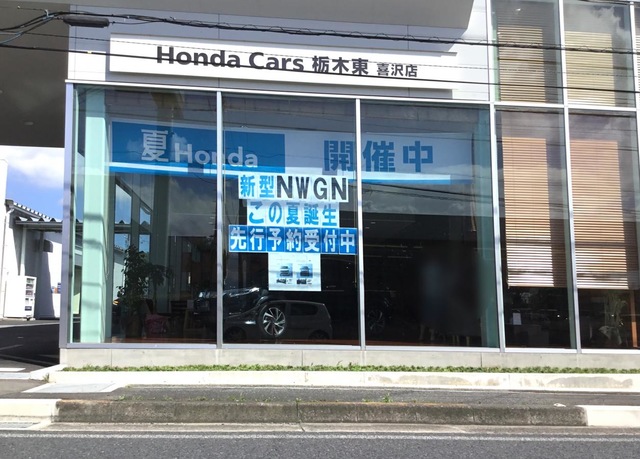 Honda Cars 栃木東 喜沢店
夏 Honda 開催中
新型NWGN
この夏誕生
先行予約受付中